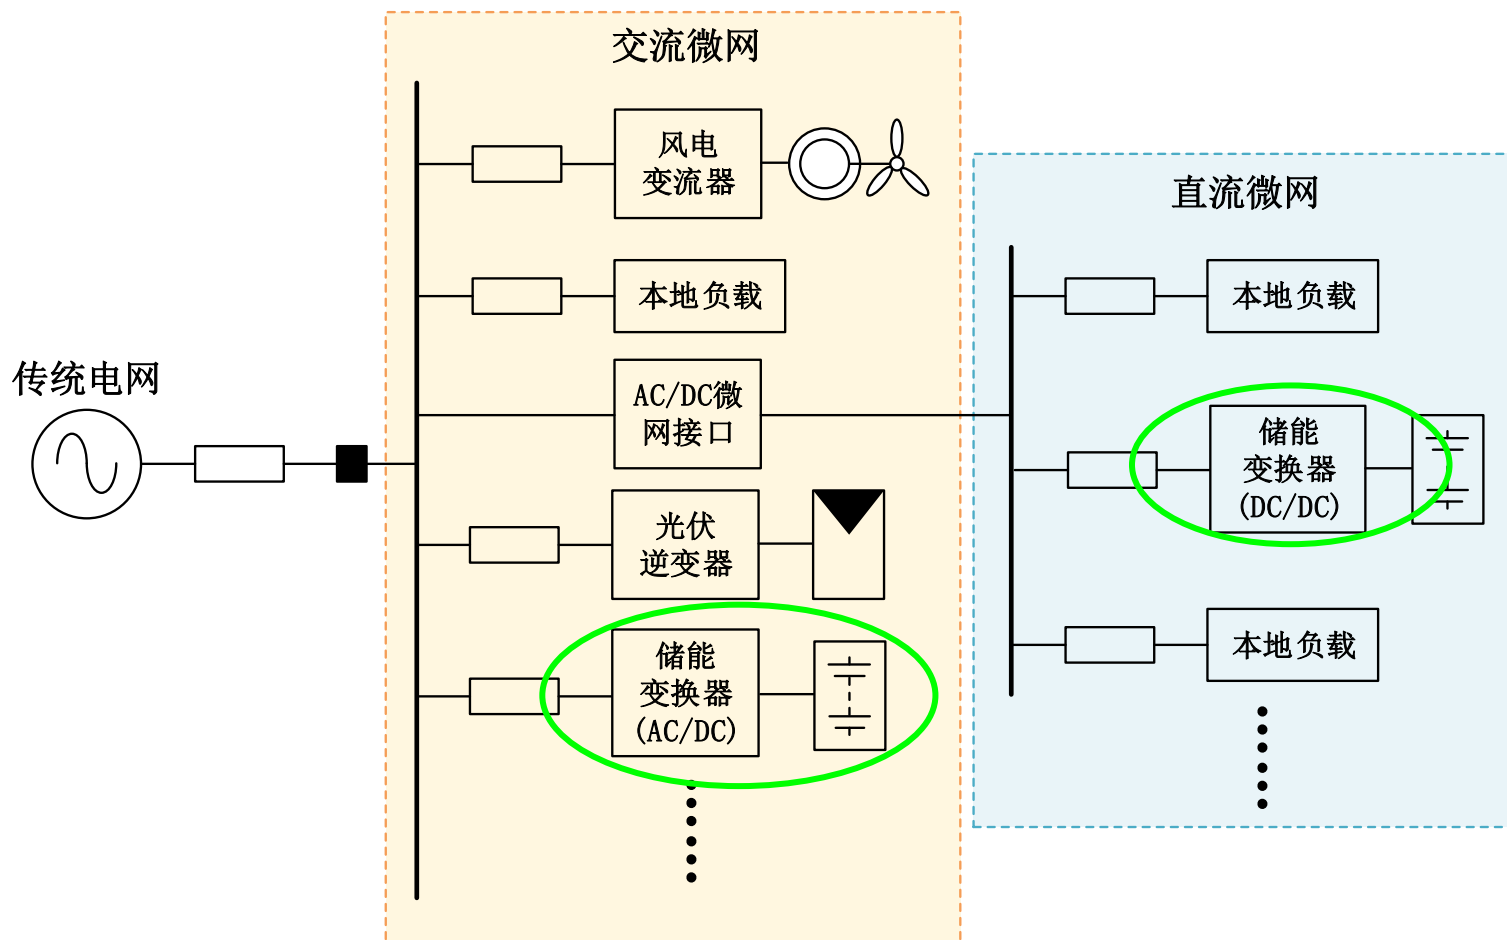 交流微网
风电
变流器
本地负载
AC/DC微
网接口
光伏
逆变器
储能
变换器
(AC/DC)
传统电网
直流微网
本地负载
储能
变换器
(DC/DC)
本地负载